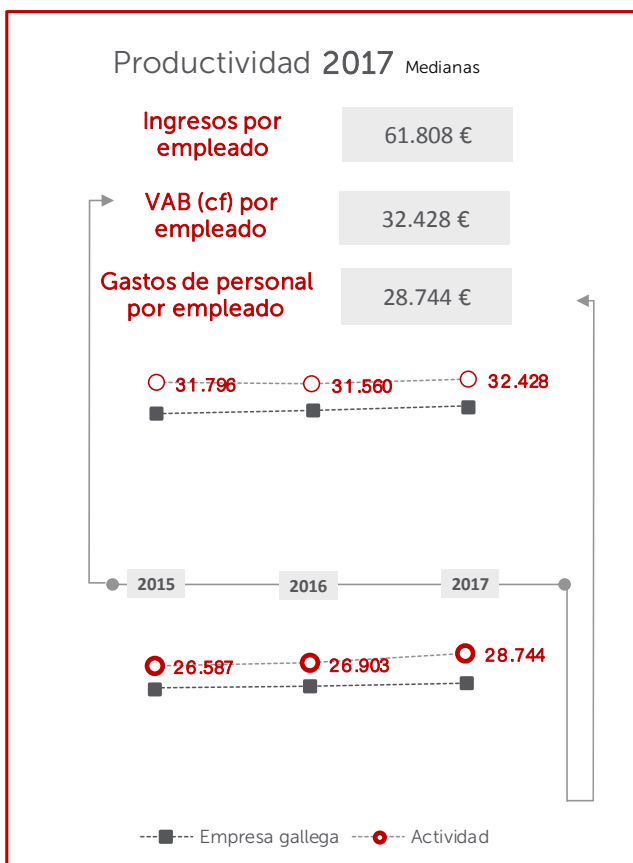 Productividad 2017 Medianas
Ingresos por
empleado
61.808 €
VAB (cf) por
empleado
32.428 €
Gastos de personal
por empleado
28.744 €
31.796
31.560
32.428
2015
2016
2017
26.587
26.903
28.744
Empresa gallega
Actividad